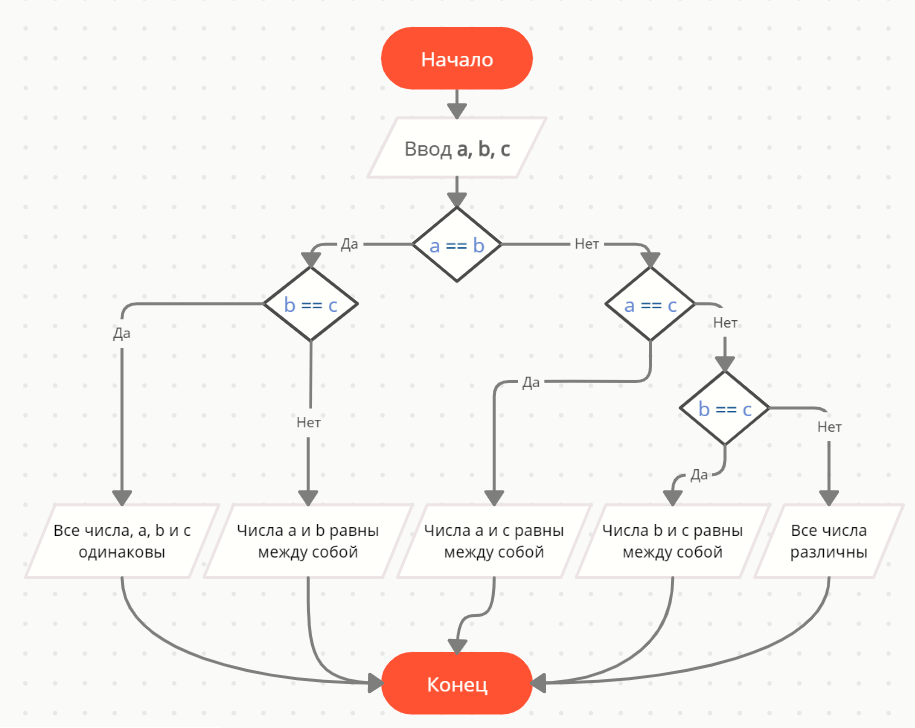 Начало
Ввод a, b, c
a == b
Да
Нет
b == c
a == c
Да
Нет
Нет
Да
b == c
Нет
Да
Все числа, a, b и c
одинаковы
Числа a и b равны
между собой
Числа a и c равны
между собой
Числа b и c равны
между собой
Все числа
различны
Конец